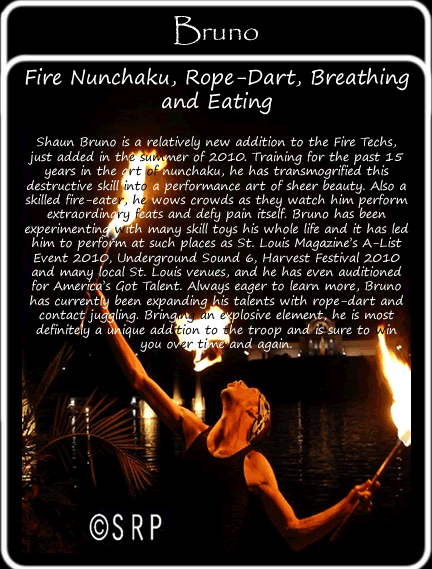 Bruno
Fire Nunchaku, Rope-Dart, Breathing
and Eating
Shaun Bruno is a relatively new addition to the Fire Techs,
just added in the summer of 2010. Training for the past 15
years in the art of nunchaku, he has transmogrified this
destructive skill into a performance art of sheer beauty. Also a
skilled fire-eater, he wows crowds as they watch him perform
extraordinary feats and defy pain itself. Bruno has been
experimenting with many skill toys his whole life and it has led
him to perform at such places as St. Louis Magazine's A-List
Event 2010, Underground Sound 6, Harvest Festival 2010
and many local St. Louis venues, and he has even auditioned
for America's Got Talent. Always eager to learn more, Bruno
has currently been expanding his talents with rope-dart and
contact juggling. Bringing an explosive element, he is most
definitely a unique addition to the troop and is sure to win
you over time and again.
©SRP